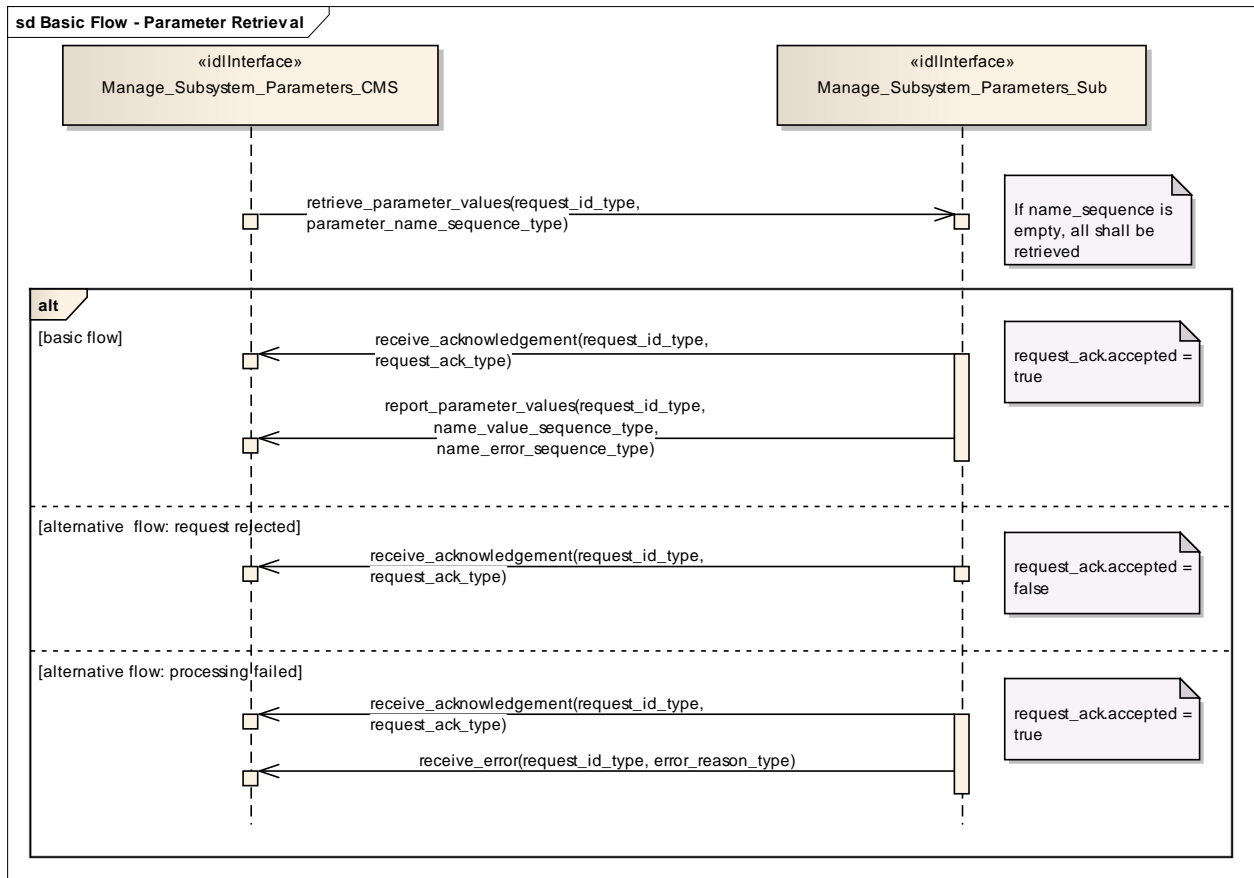 sd Basic Flow - Parameter Retrieval
«idlInterface»
Manage_Subsystem_Parameters_CMS
«idlInterface»
Manage_Subsystem_Parameters_Sub
retrieve_parameter_values(request_id_type,
parameter_name_sequence_type)
If name_sequence is
empty, all shall be
retrieved
alt
[basic flow]
receive_acknowledgement(request_id_type,
request_ack_type)
request_ack.accepted =
true
report_parameter_values(request_id_type,
name_value_sequence_type,
name_error_sequence_type)
[alternative flow: request rejected]
receive_acknowledgement(request_id_type,
request_ack_type)
request_ack.accepted =
false
[alternative flow: processing failed]
receive_acknowledgement(request_id_type,
request_ack_type)
request_ack.accepted =
true
receive_error(request_id_type, error_reason_type)